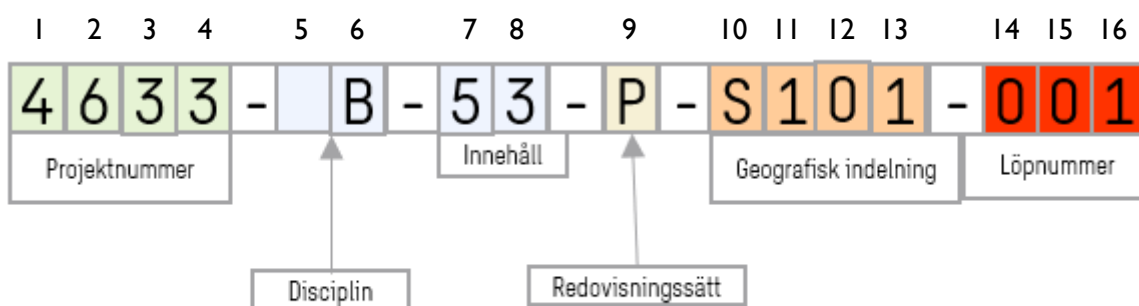 1 2 3 4 5 6 7 8 9 10 11 12 13 14 15 16
4633- B-53-P-S101-001
Projektnummer Innehåll Geografisk indelning Löpnummer
Disciplin Redovisningssätt